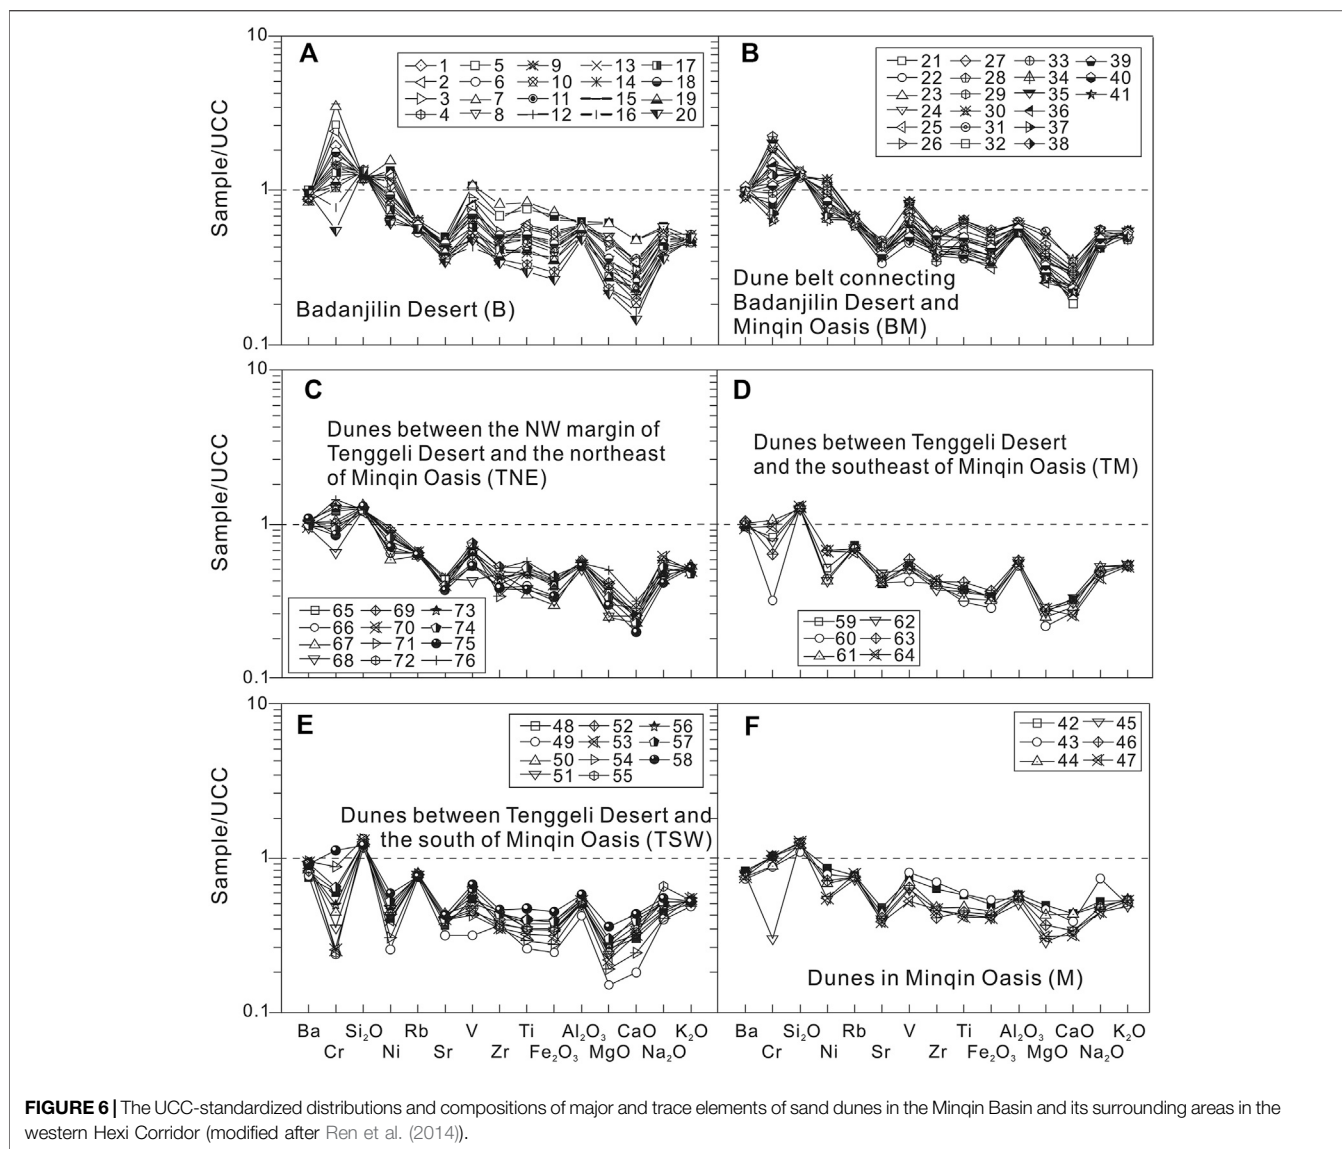 10
1
0.1
Sample/UCC
A
1 5 9 13 17
2 6 10 14 18
3 7 11 15 19
4 8 12 16 20
Badanjilin Desert (B)
B
21 27 33 39
22 28 34 40
23 29 35 41
24 30 36
25 31 37
26 32 38
Dune belt connecting
Badanjilin Desert and
Minqin Oasis (BM)
10
1
0.1
Sample/UCC
C
Dunes between the NW margin of
Tenggeli Desert and the northeast
of Minqin Oasis (TNE)
65 69 73
66 70 74
67 71 75
68 72 76
D
Dunes between Tenggeli Desert
and the southeast of Minqin Oasis (TM)
59 62
60 63
61 64
10
1
0.1
Sample/UCC
E
48 52 56
49 53 57
50 54 58
51 55
Dunes between Tenggeli Desert and
the south of Minqin Oasis (TSW)
F
42 45
43 46
44 47
Dunes in Minqin Oasis (M)
Ba Si₂O Rb V Ti Al₂O₃ CaO K₂O
Cr Ni Sr Zr Fe₂O₃ MgO Na₂O
Ba Si₂O Rb V Ti Al₂O₃ CaO K₂O
Cr Ni Sr Zr Fe₂O₃ MgO Na₂O
FIGURE 6 | The UCC-standardized distributions and compositions of major and trace elements of sand dunes in the Minqin Basin and its surrounding areas in the
western Hexi Corridor (modified after Ren et al. (2014)).